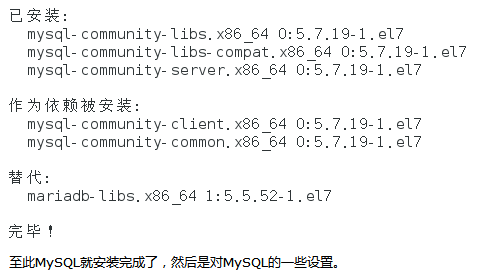 已安装:
mysql-community-libs.x86_64 0:5.7.19-1.el7
mysql-community-libs-compat.x86_64 0:5.7.19-1.el7
mysql-community-server.x86_64 0:5.7.19-1.el7
作为依赖被安装:
mysql-community-client.x86_64 0:5.7.19-1.el7
mysql-community-common.x86_64 0:5.7.19-1.el7
替代:
mariadb-libs.x86_64 1:5.5.52-1.el7
完毕！
至此MySQL就安装完成了，然后是对MySQL的一些设置。